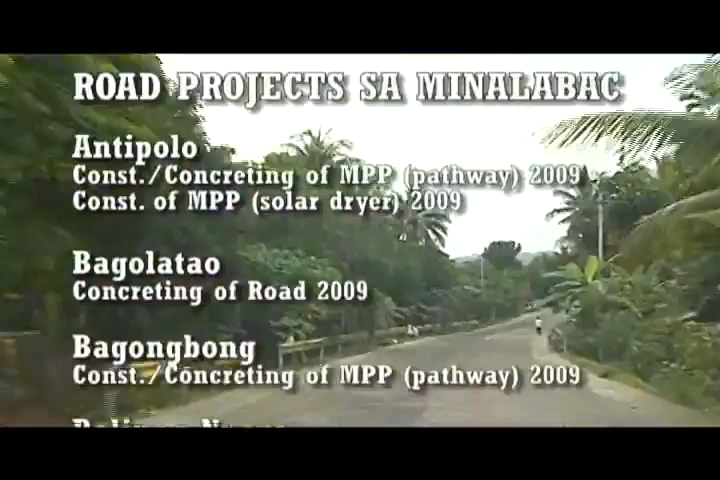 ROAD PROJECTS SA MINALABAC
Antipolo
Const./Concreting of MPP (pathway) 2009
Const. of MPP (solar dryer) 2009
Bagolatao
Concreting of Road 2009
Bagongbong
Const./Concreting of MPP (pathway) 2009